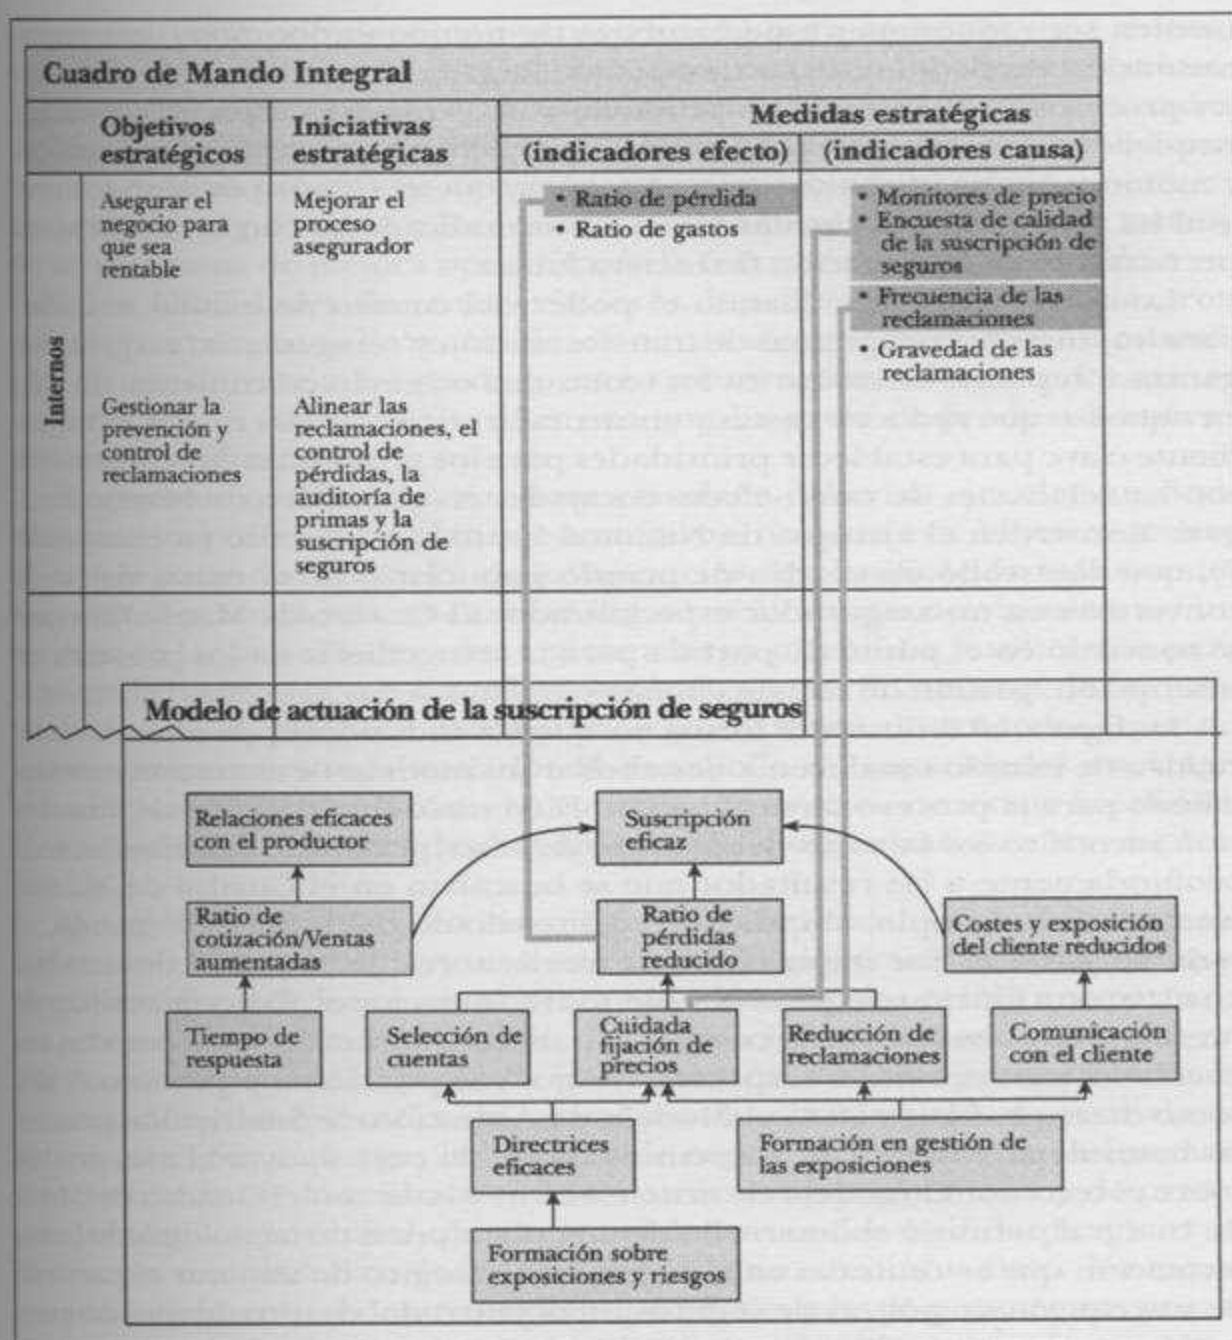 Cuadro de Mando Integral
Objetivos
estratégicos
Iniciativas
estratégicas
Medidas estratégicas
(indicadores efecto)
(indicadores causa)
Internos
Asegurar el
negocio para
que sea
rentable
Mejorar el
proceso
asegurador
• Ratio de pérdida
• Ratio de gastos
• Monitores de precio
• Encuesta de calidad
de la suscripción de
seguros
• Frecuencia de las
reclamaciones
• Gravedad de las
reclamaciones
Gestionar la
prevención y
control de
reclamaciones
Alinear las
reclamaciones, el
control de
pérdidas, la
auditoría de
primas y la
suscripción de
seguros
Modelo de actuación de la suscripción de seguros
Relaciones eficaces
con el productor
Suscripción
eficaz
Ratio de
cotización/Ventas
aumentadas
Ratio de
pérdidas
reducido
Costes y exposición
del cliente reducidos
Tiempo de
respuesta
Selección de
cuentas
Cuidada
fijación de
precios
Reducción de
reclamaciones
Comunicación
con el cliente
Directrices
eficaces
Formación en gestión de
las exposiciones
Formación sobre
exposiciones y riesgos